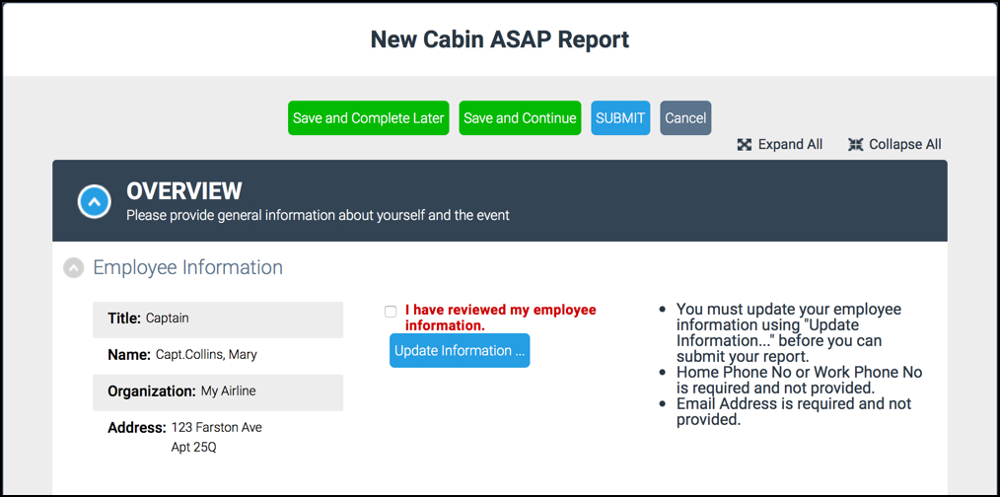 New Cabin ASAP Report
Save and Complete Later
Save and Continue
SUBMIT
Cancel
Expand All
Collapse All
OVERVIEW
Please provide general information about yourself and the event
Employee Information
Title: Captain
Name: Capt.Collins, Mary
Organization: My Airline
Address: 123 Farston Ave
Apt 25Q
I have reviewed my employee
information.
Update Information ...
• You must update your employee
information using "Update
Information..." before you can
submit your report.
• Home Phone No or Work Phone No
is required and not provided.
• Email Address is required and not
provided.